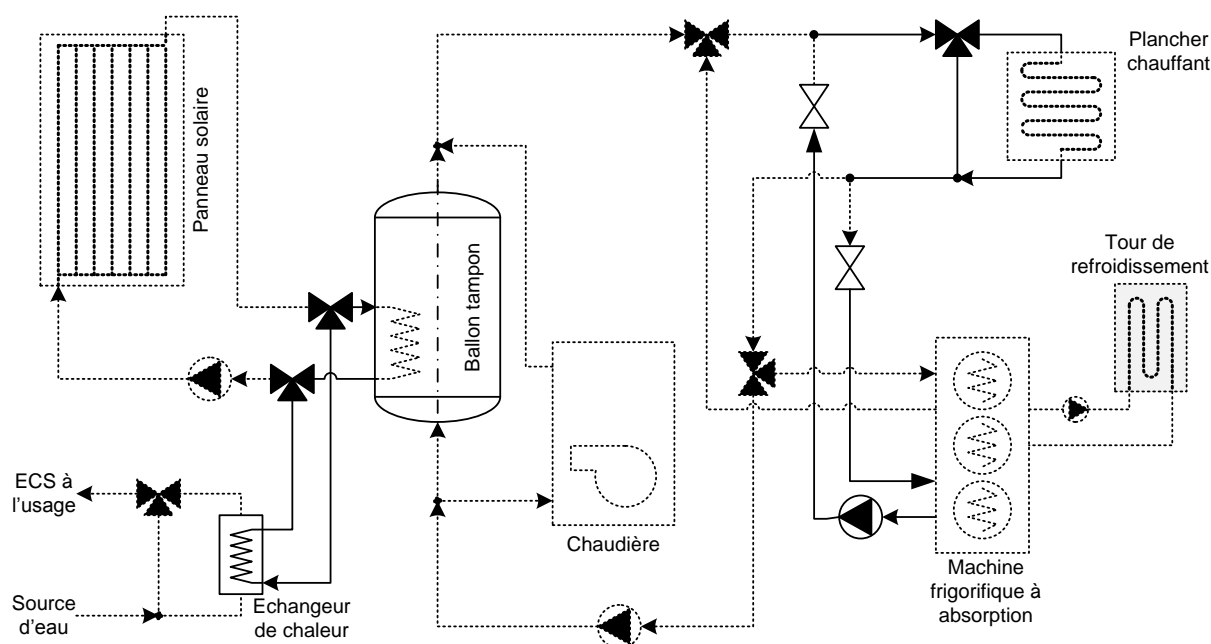 Plancher
chauffant
Panneau solaire
Ballon tampon
Tour de
refroidissement
ECS à
l’usage
Chaudière
Source
d’eau
Echangeur
de chaleur
Machine
frigorifique à
absorption